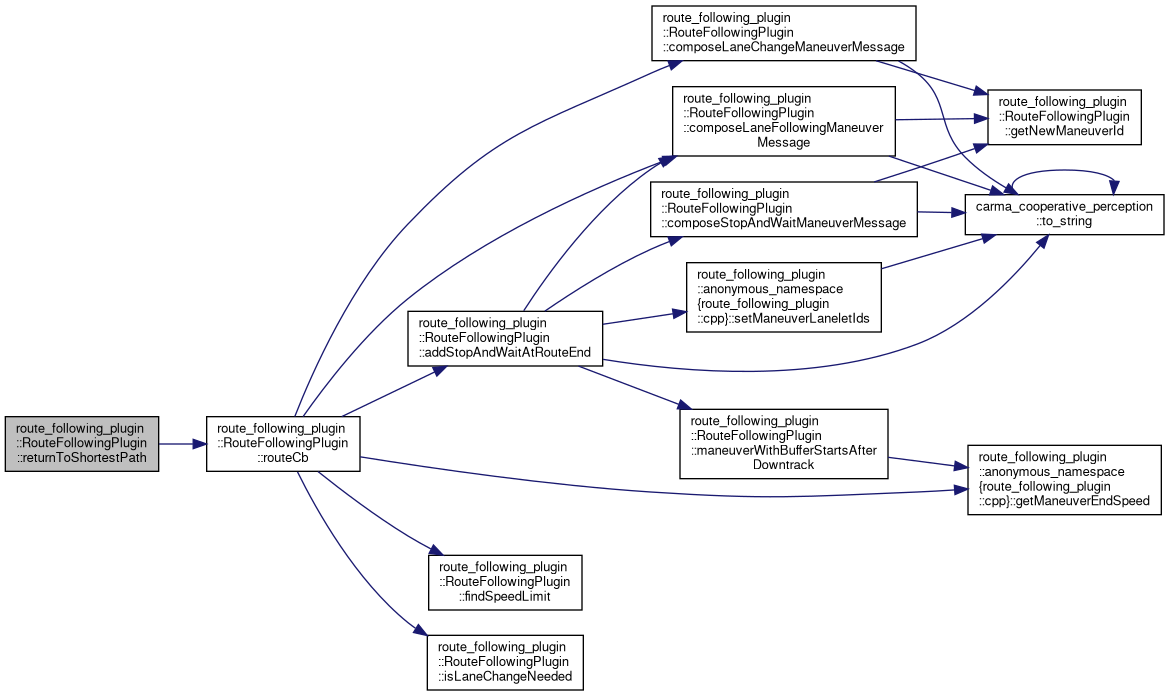 route_following_plugin
::RouteFollowingPlugin
::composeLaneChangeManeuverMessage
route_following_plugin
::RouteFollowingPlugin
::composeLaneFollowingManeuver
Message
route_following_plugin
::RouteFollowingPlugin
::getNewManeuverId
route_following_plugin
::RouteFollowingPlugin
::composeStopAndWaitManeuverMessage
carma_cooperative_perception
::to_string
route_following_plugin
::anonymous_namespace
{route_following_plugin
::cpp}::setManeuverLaneletIds
route_following_plugin
::RouteFollowingPlugin
::addStopAndWaitAtRouteEnd
route_following_plugin
::RouteFollowingPlugin
::returnToShortestPath
route_following_plugin
::RouteFollowingPlugin
::routeCb
route_following_plugin
::RouteFollowingPlugin
::maneuverWithBufferStartsAfter
Downtrack
route_following_plugin
::anonymous_namespace
{route_following_plugin
::cpp}::getManeuverEndSpeed
route_following_plugin
::RouteFollowingPlugin
::findSpeedLimit
route_following_plugin
::RouteFollowingPlugin
::isLaneChangeNeeded